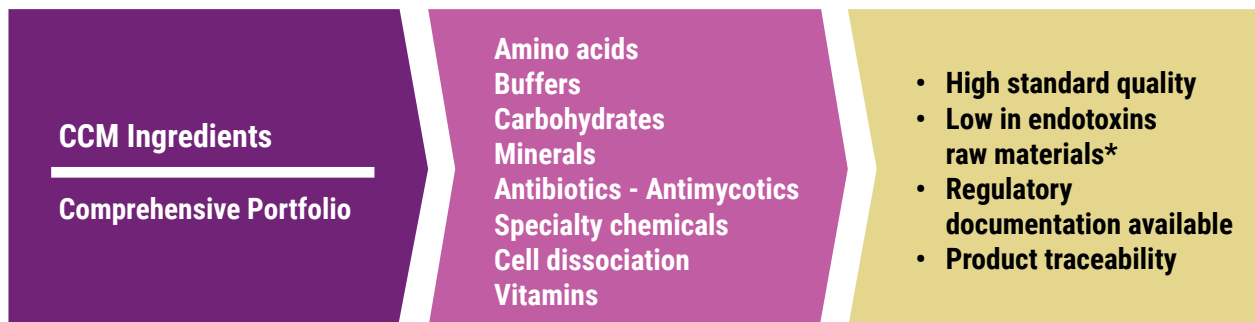 CCM Ingredients
Comprehensive Portfolio
Amino acids
Buffers
Carbohydrates
Minerals
Antibiotics - Antimycotics
Specialty chemicals
Cell dissociation
Vitamins
• High standard quality
• Low in endotoxins
raw materials*
• Regulatory
documentation available
• Product traceability